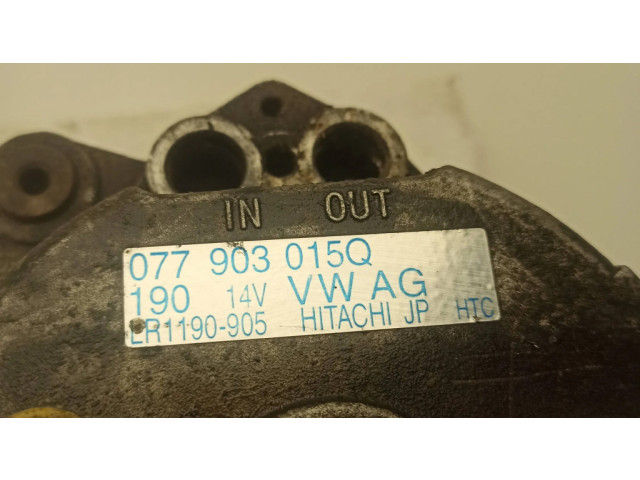 IN OUT
077 903 015Q
190 14V VW AG
LR1190-905 HITACHI JP HTC